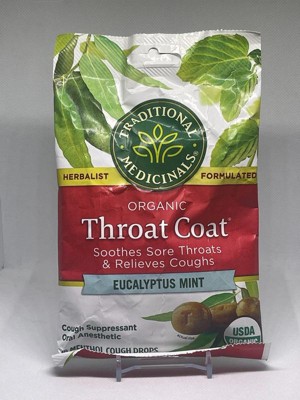 TRADITIONAL
MEDICINALS®
HERBALIST
FORMULATED
ORGANIC
Throat Coat®
Soothes Sore Throats
& Relieves Coughs
EUCALYPTUS MINT
Cough Suppressant
Oral Anesthetic
MENTHOL COUGH DROPS
USDA
ORGANIC